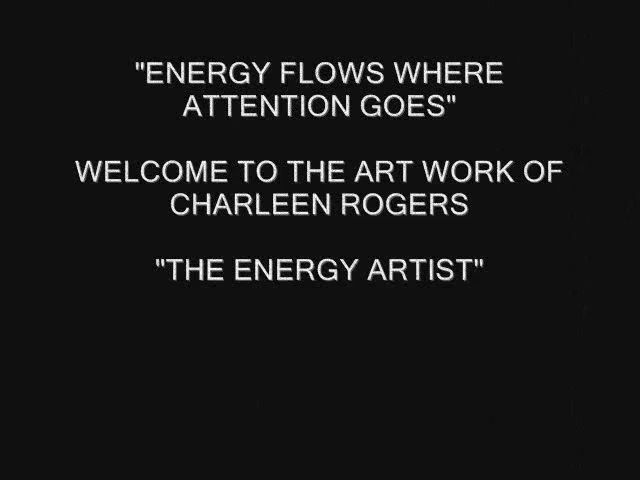 "ENERGY FLOWS WHERE
ATTENTION GOES"
WELCOME TO THE ART WORK OF
CHARLEEN ROGERS
"THE ENERGY ARTIST"